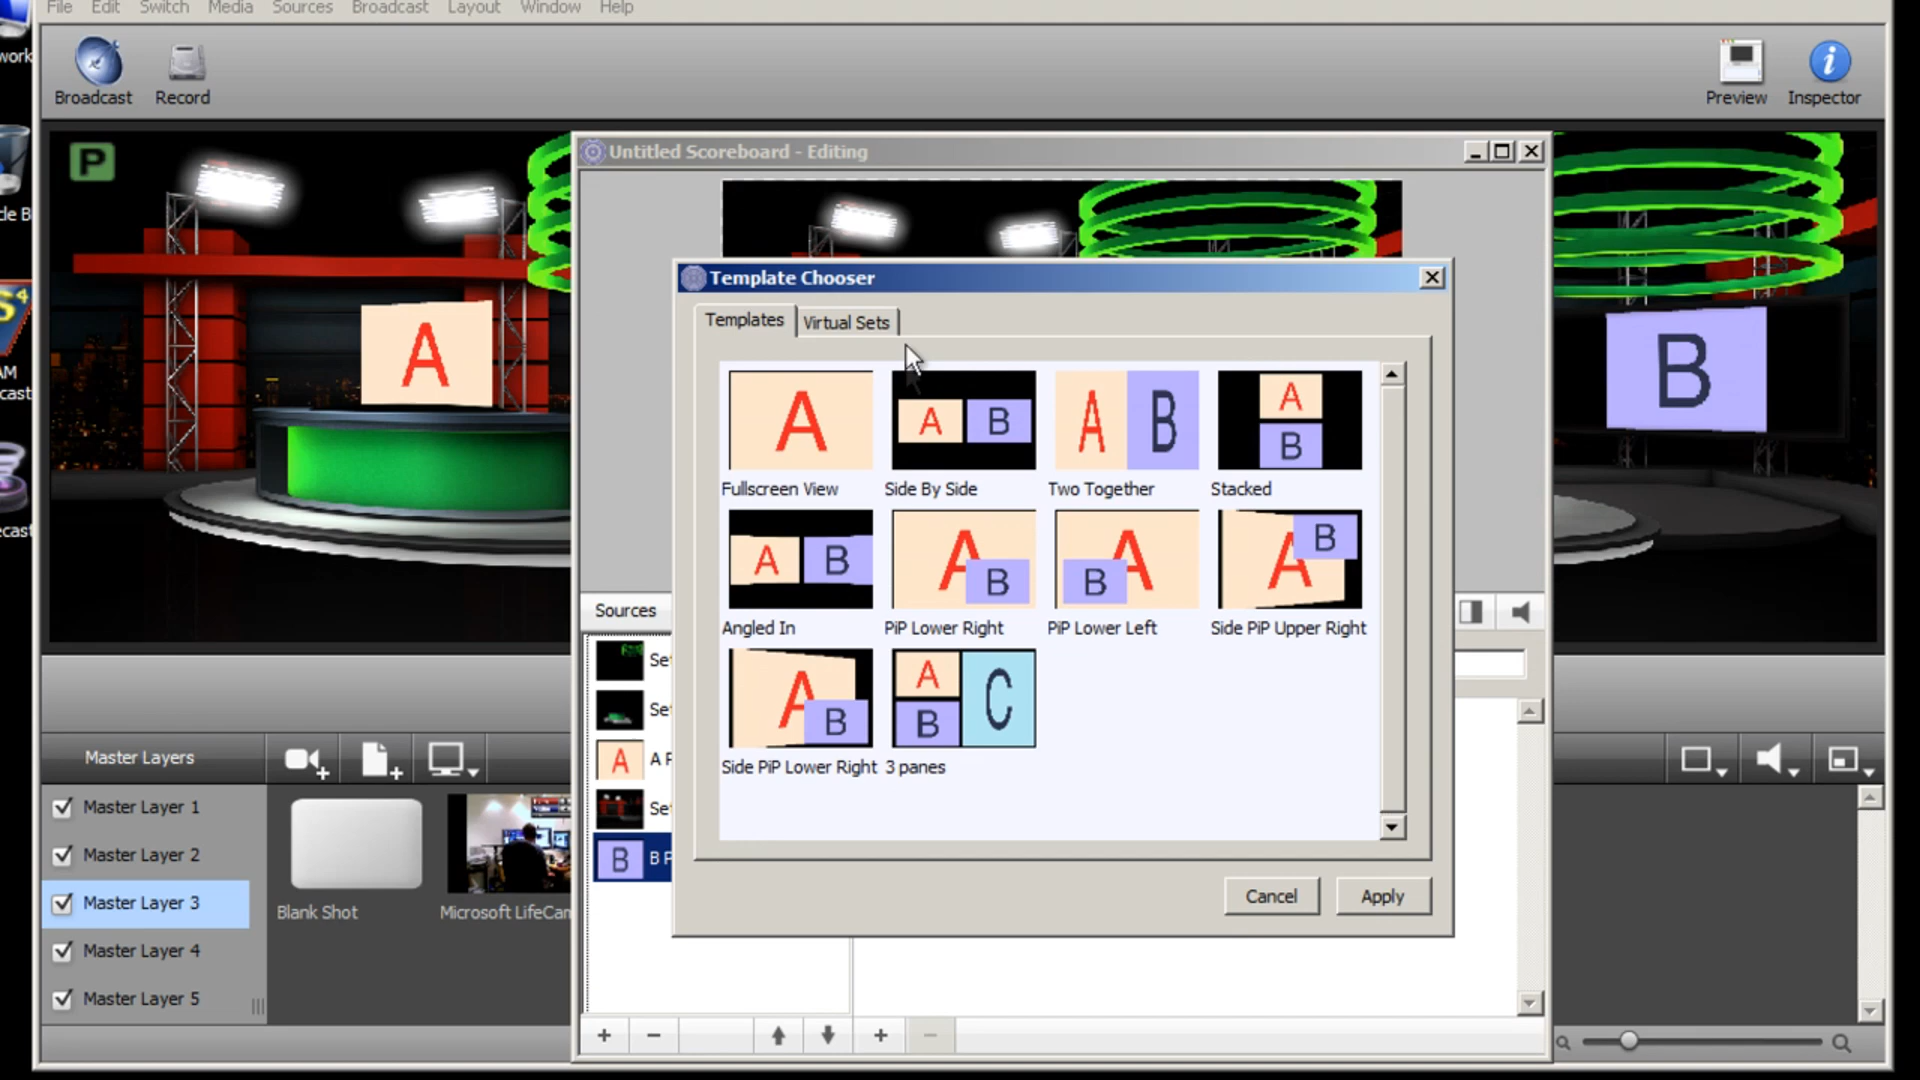 File Edit Switch Media Sources Broadcast Layout Window Help
Broadcast Record Preview Inspector
P
Untitled Scoreboard - Editing
Template Chooser
Templates Virtual Sets
A
B
A
A B
A B
A
B
Fullscreen View Side By Side Two Together Stacked
A B
A B
A B
A B
Angled In PiP Lower Right PiP Lower Left Side PiP Upper Right
A B
A B C
Side PiP Lower Right 3 panes
Cancel Apply
Sources
Set
Set
A
A P
Set
B
B P
Master Layers
Master Layer 1
Master Layer 2
Master Layer 3
Master Layer 4
Master Layer 5
Blank Shot Microsoft LifeCam